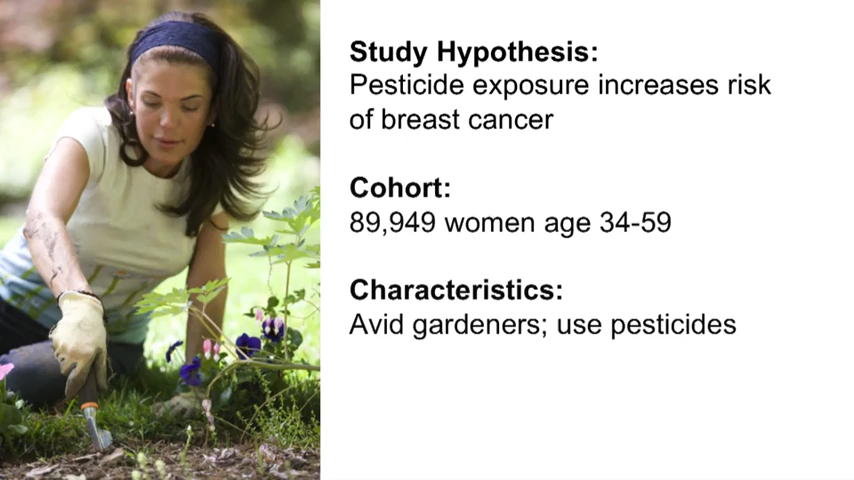 Study Hypothesis:
Pesticide exposure increases risk
of breast cancer
Cohort:
89,949 women age 34-59
Characteristics:
Avid gardeners; use pesticides